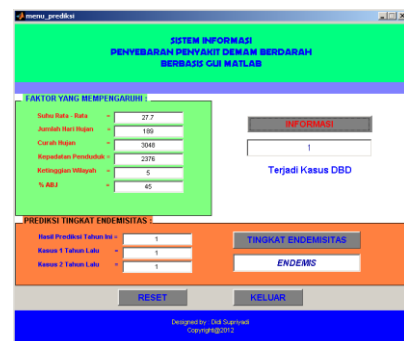 menu_prediksi
SISTEM INFORMASI
PENYEBARAN PENYAKIT DEMAM BERDARAH
BERBASIS GUI MATLAB
FAKTOR YANG MEMPENGARUHI :
Suhu Rata - Rata = 27.7
Jumlah Hari Hujan = 189
Curah Hujan = 3048
Kepadatan Penduduk = 2376
Ketinggian Wilayah = 5
% ABJ = 45
INFORMASI
1
Terjadi Kasus DBD
PREDIKSI TINGKAT ENDEMISITAS :
Hasil Prediksi Tahun Ini = 1
Kasus 1 Tahun Lalu = 1
Kasus 2 Tahun Lalu = 1
TINGKAT ENDEMISITAS
ENDEMIS
RESET
KELUAR
Designed by : Didi Supriyadi
Copyright@2012